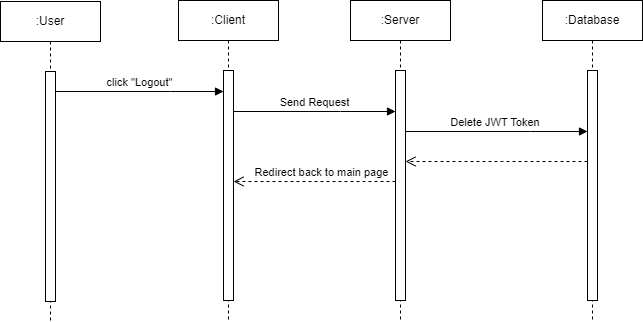 :User
:Client
:Server
:Database
click "Logout"
Send Request
Delete JWT Token
Redirect back to main page